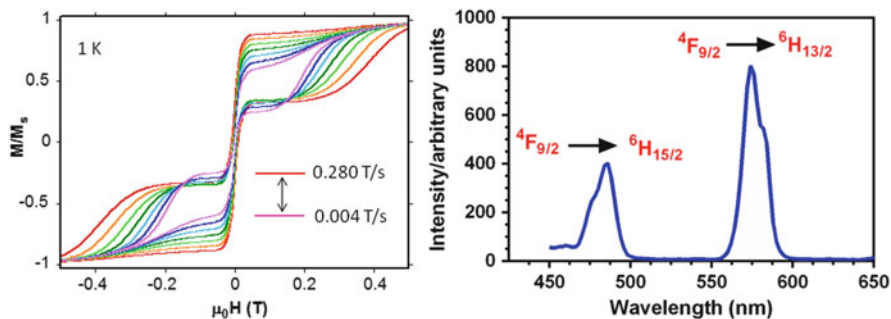 1 K
M/Mₛ
1
0.5
0
-0.5
-1
0.280 T/s
0.004 T/s
-0.4 -0.2 0 0.2 0.4
μ₀H (T)
Intensity/arbitrary units
1000
800
600
400
200
0
⁴F₉/₂ → ⁶H₁₃/₂
⁴F₉/₂ → ⁶H₁₅/₂
450 500 550 600 650
Wavelength (nm)